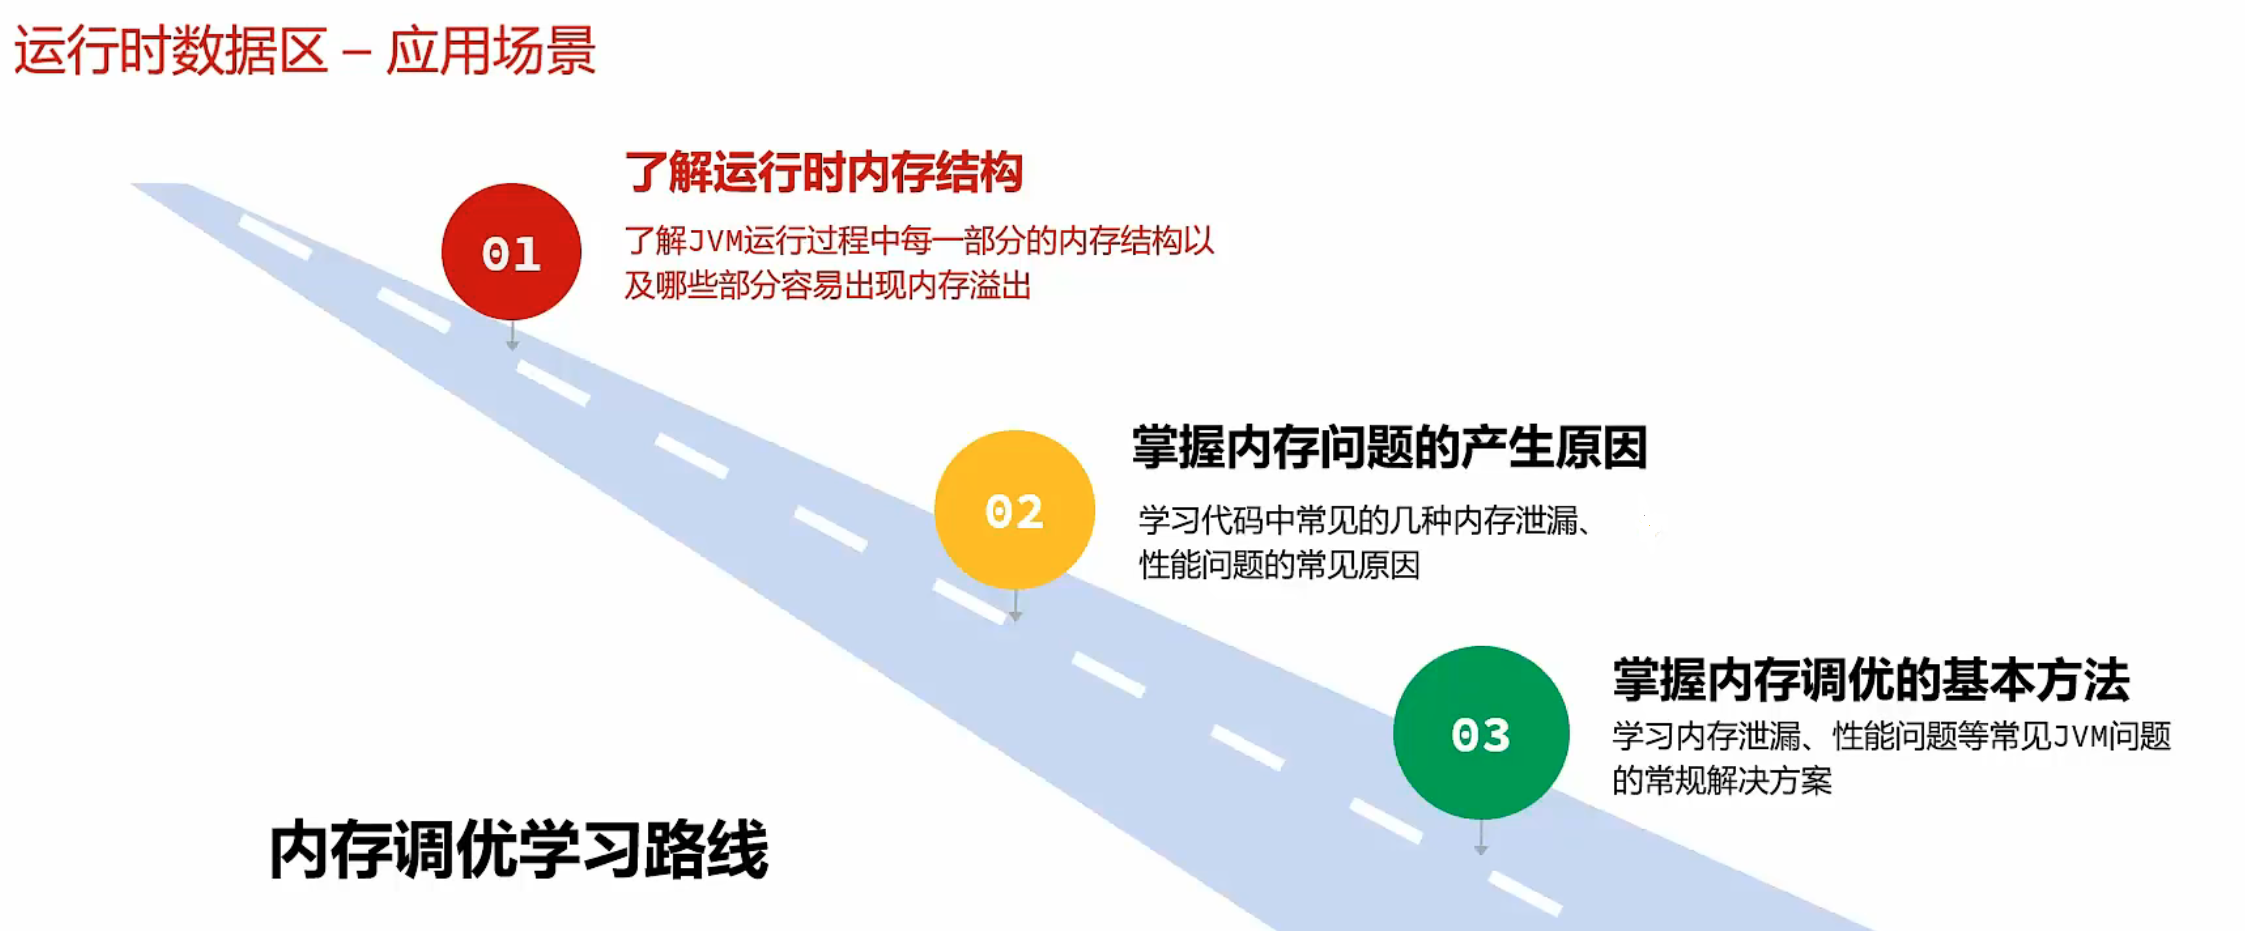 运行时数据区 – 应用场景
01
了解运行时内存结构
了解JVM运行过程中每一部分的内存结构以
及哪些部分容易出现内存溢出
02
掌握内存问题的产生原因
学习代码中常见的几种内存泄漏、
性能问题的常见原因
03
掌握内存调优的基本方法
学习内存泄漏、性能问题等常见JVM问题
的常规解决方案
内存调优学习路线